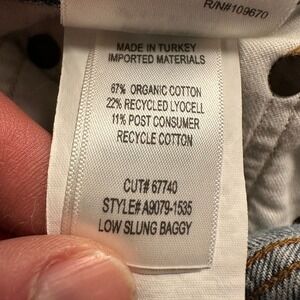 R/N#109670
MADE IN TURKEY
IMPORTED MATERIALS
67% ORGANIC COTTON
22% RECYCLED LYOCELL
11% POST CONSUMER
RECYCLE COTTON
CUT# 67740
STYLE# A9079-1535
LOW SLUNG BAGGY